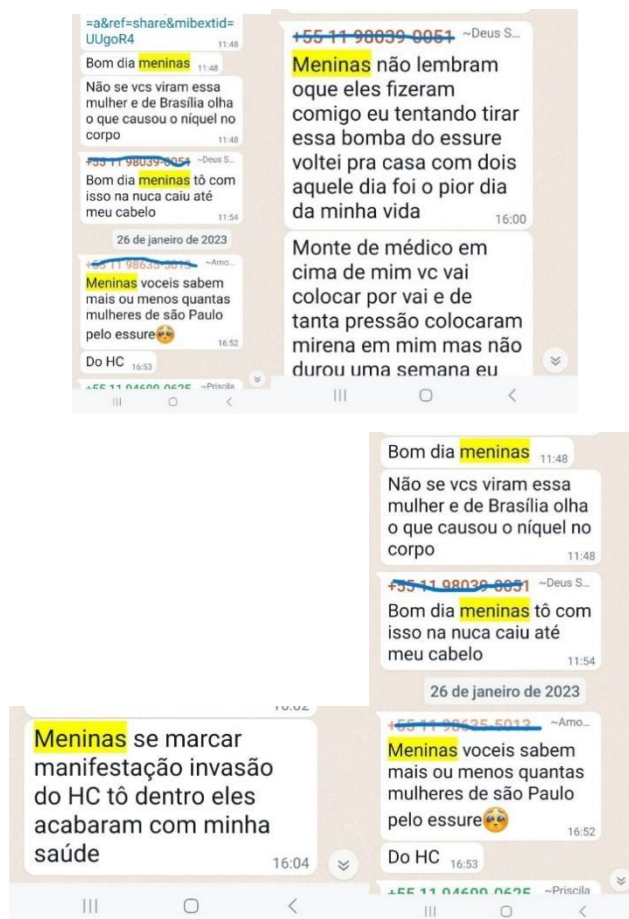 =a&ref=share&mibextid=
UUgoR4
11:48
Bom dia meninas 11:48
Não se vcs viram essa
mulher e de Brasília olha
o que causou o níquel no
corpo
11:48
~Deus S...
Bom dia meninas tô com
isso na nuca caiu até
meu cabelo
11:54
26 de janeiro de 2023
~Amo...
Meninas voceis sabem
mais ou menos quantas
mulheres de são Paulo
pelo essure🥹
16:52
Do HC 16:53
~Priscila
~Deus S...
Meninas não lembram
oque eles fizeram
comigo eu tentando tirar
essa bomba do essure
voltei pra casa com dois
aquele dia foi o pior dia
da minha vida
16:00
Monte de médico em
cima de mim vc vai
colocar por vai e de
tanta pressão colocaram
mirena em mim mas não
durou uma semana eu
16:02
Meninas se marcar
manifestação invasão
do HC tô dentro eles
acabaram com minha
saúde
16:04
Bom dia meninas 11:48
Não se vcs viram essa
mulher e de Brasília olha
o que causou o níquel no
corpo
11:48
~Deus S...
Bom dia meninas tô com
isso na nuca caiu até
meu cabelo
11:54
26 de janeiro de 2023
~Amo...
Meninas voceis sabem
mais ou menos quantas
mulheres de são Paulo
pelo essure🥹
16:52
Do HC 16:53
~Priscila